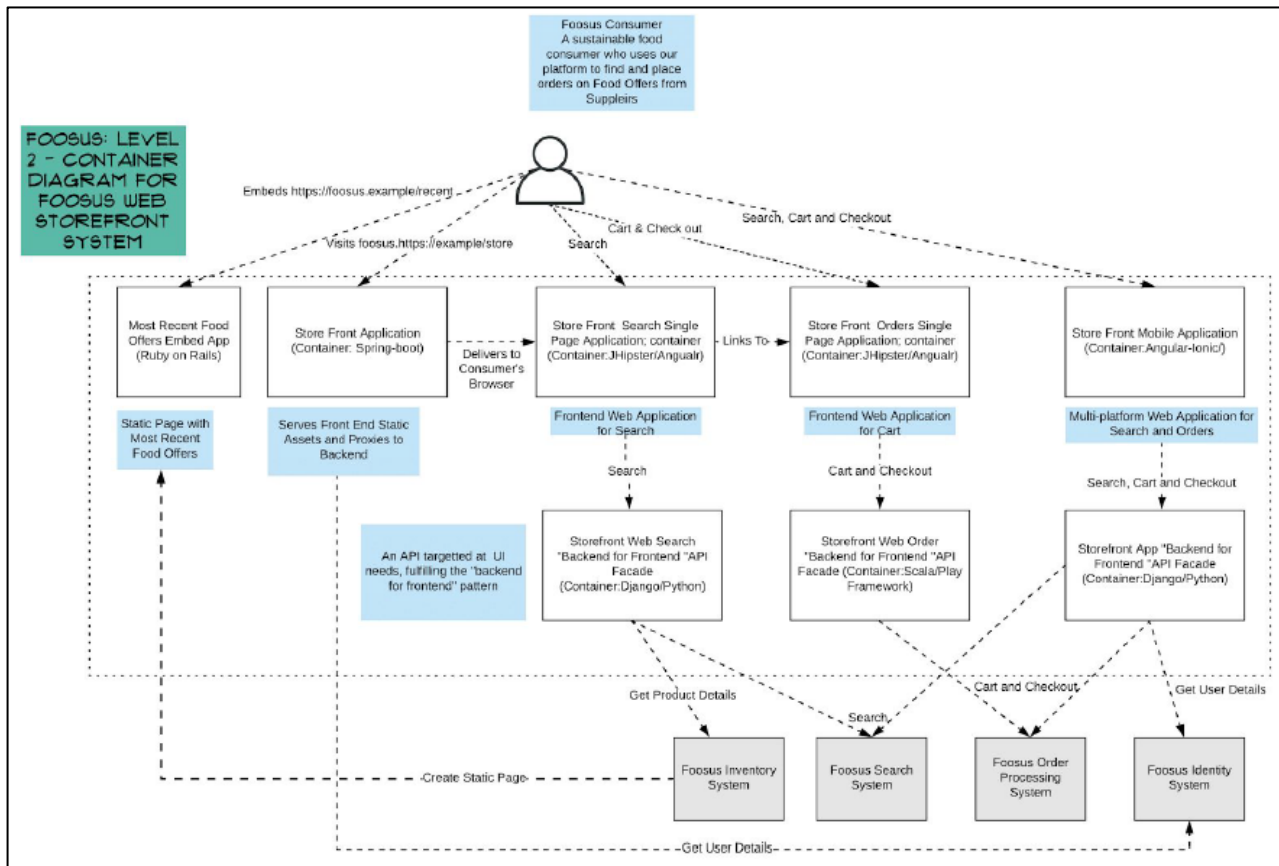 Foosus Consumer
A sustainable food
consumer who uses our
platform to find and place
orders on Food Offers from
Suppleirs
FOOSUS: LEVEL
2 - CONTAINER
DIAGRAM FOR
FOOSUS WEB
STOREFRONT
SYSTEM
Embeds https://foosus.example/recent
Visits foosus.https://example/store
Search
Cart & Check out
Search, Cart and Checkout
Most Recent Food
Offers Embed App
(Ruby on Rails)
Store Front Application
(Container: Spring-boot)
Delivers to
Consumer's
Browser
Store Front Search Single
Page Application; container
(Container:JHipster/Angualr)
Links To
Store Front Orders Single
Page Application; container
(Container:JHipster/Angualr)
Store Front Mobile Application
(Container:Angular-Ionic/)
Static Page with
Most Recent
Food Offers
Serves Front End Static
Assets and Proxies to
Backend
Frontend Web Application
for Search
Frontend Web Application
for Cart
Multi-platform Web Application for
Search and Orders
Search
Cart and Checkout
Search, Cart and Checkout
An API targetted at UI
needs, fulfilling the "backend
for frontend" pattern
Storefront Web Search
"Backend for Frontend "API
Facade
(Container:Django/Python)
Storefront Web Order
"Backend for Frontend "API
Facade (Container:Scala/Play
Framework)
Storefront App "Backend for
Frontend "API Facade
(Container:Django/Python)
Get Product Details
Search
Cart and Checkout
Get User Details
Foosus Inventory
System
Foosus Search
System
Foosus Order
Processing
System
Foosus Identity
System
Create Static Page
Get User Details